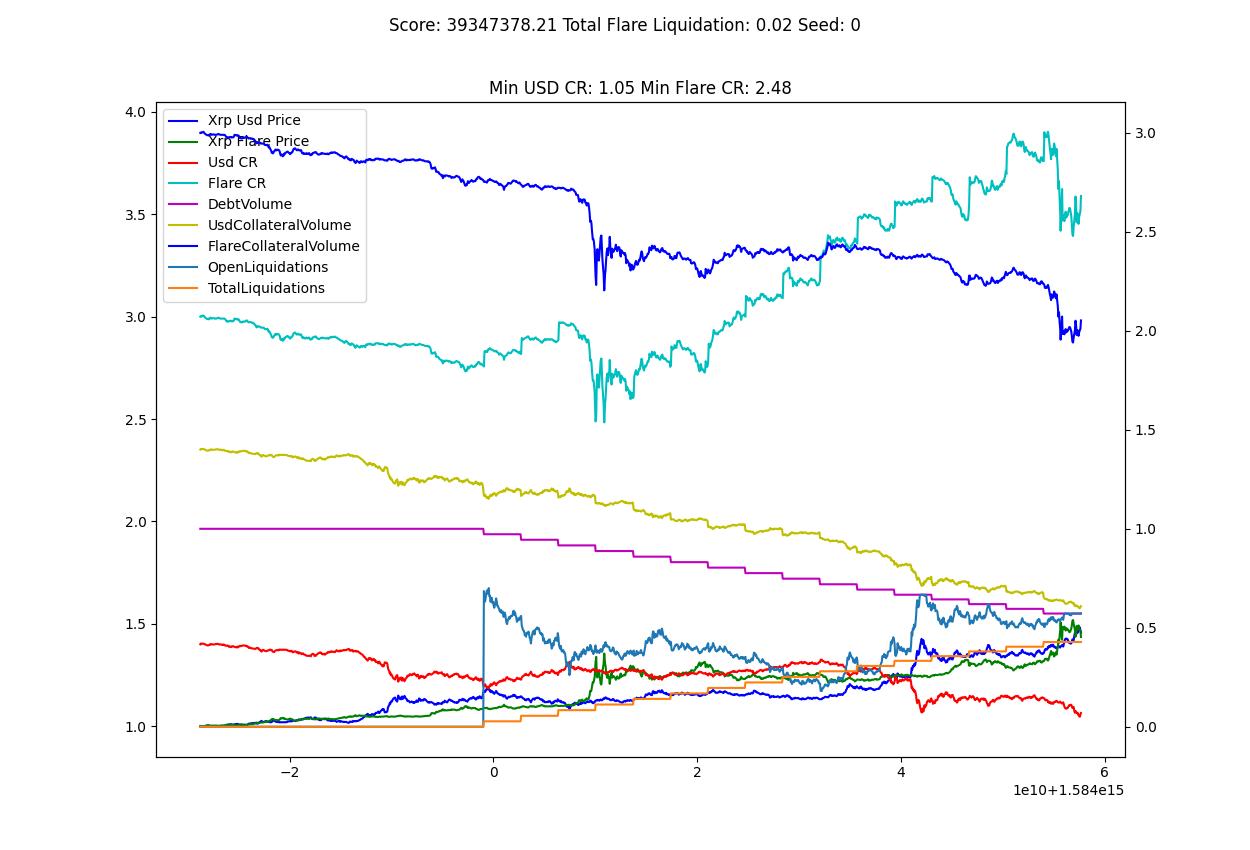 Score: 39347378.21 Total Flare Liquidation: 0.02 Seed: 0
Min USD CR: 1.05 Min Flare CR: 2.48
4.0
3.5
3.0
2.5
2.0
1.5
1.0
Xrp Usd Price
Xrp Flare Price
Usd CR
Flare CR
DebtVolume
UsdCollateralVolume
FlareCollateralVolume
OpenLiquidations
TotalLiquidations
3.0
2.5
2.0
1.5
1.0
0.5
0.0
−2 0 2 4 6
1e10+1.584e15